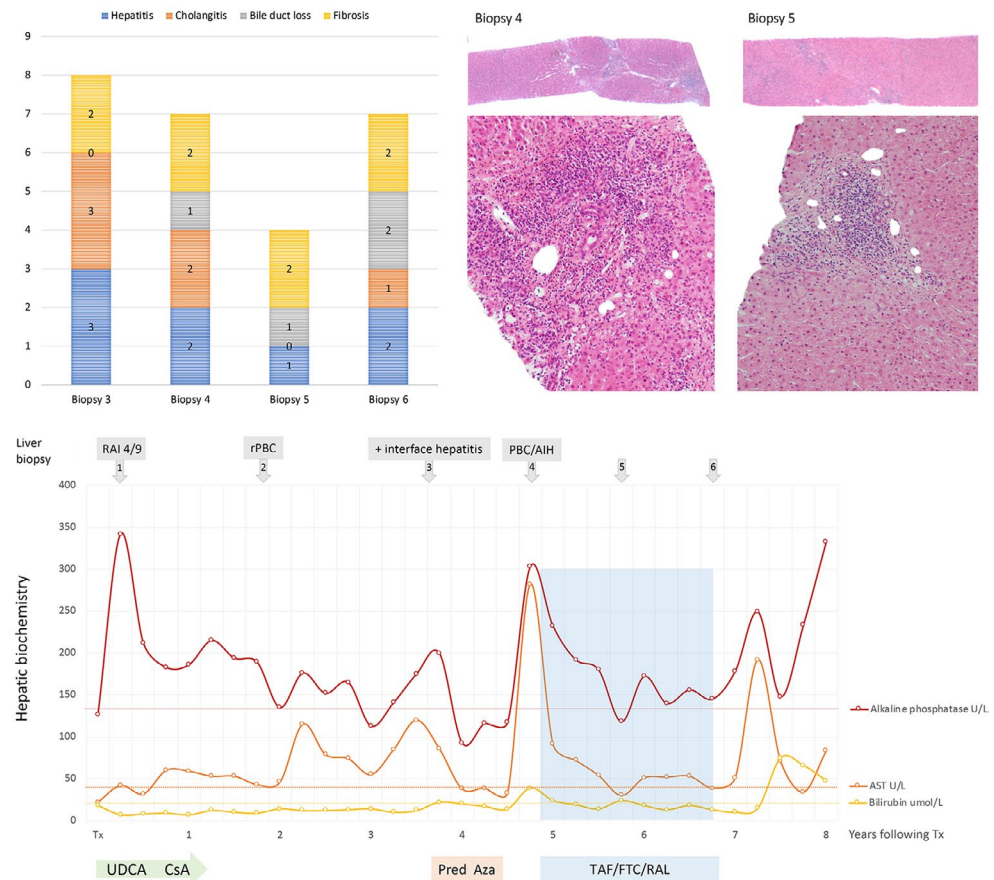 Hepatitis Cholangitis Bile duct loss Fibrosis
9
8
7
6
5
4
3
2
1
0
2
0
3
3
2
1
2
2
2
1
0
1
2
2
1
2
Biopsy 3 Biopsy 4 Biopsy 5 Biopsy 6
Biopsy 4
Biopsy 5
Liver
biopsy
RAI 4/9 rPBC + interface hepatitis PBC/AIH
1 2 3 4 5 6
Hepatic biochemistry
400
350
300
250
200
150
100
50
0
Alkaline phosphatase U/L
AST U/L
Bilirubin umol/L
Tx 1 2 3 4 5 6 7 8 Years following Tx
UDCA CsA Pred Aza TAF/FTC/RAL